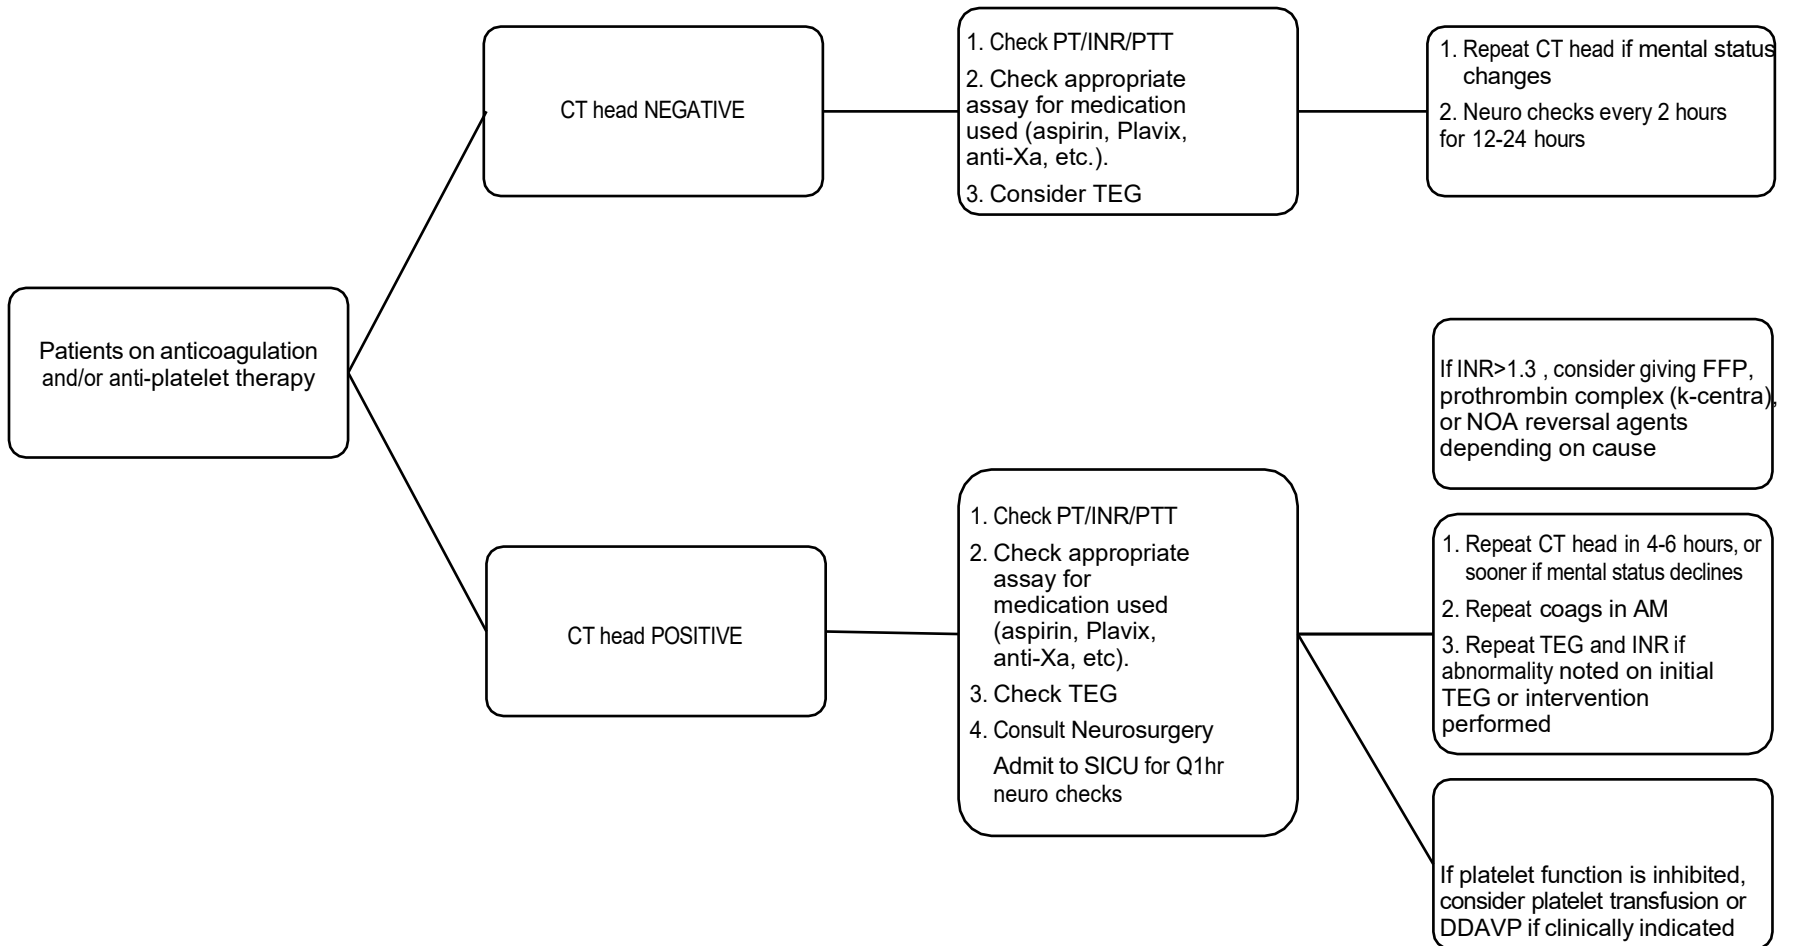 Patients on anticoagulation
and/or anti-platelet therapy
CT head NEGATIVE
1. Check PT/INR/PTT
2. Check appropriate
assay for medication
used (aspirin, Plavix,
anti-Xa, etc.).
3. Consider TEG
1. Repeat CT head if mental status
changes
2. Neuro checks every 2 hours
for 12-24 hours
CT head POSITIVE
1. Check PT/INR/PTT
2. Check appropriate
assay for
medication used
(aspirin, Plavix,
anti-Xa, etc).
3. Check TEG
4. Consult Neurosurgery
Admit to SICU for Q1hr
neuro checks
If INR>1.3 , consider giving FFP,
prothrombin complex (k-centra),
or NOA reversal agents
depending on cause
1. Repeat CT head in 4-6 hours, or
sooner if mental status declines
2. Repeat coags in AM
3. Repeat TEG and INR if
abnormality noted on initial
TEG or intervention
performed
If platelet function is inhibited,
consider platelet transfusion or
DDAVP if clinically indicated